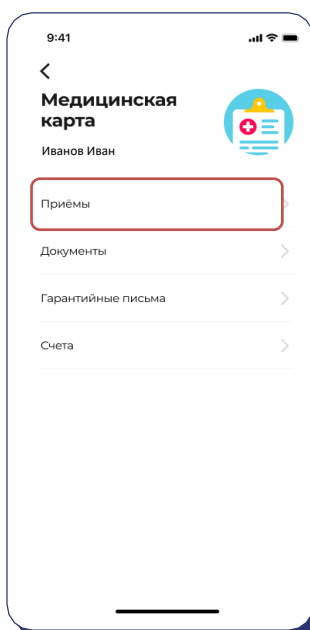 9:41
Медицинская
карта
Иванов Иван
Приёмы
Документы
Гарантийные письма
Счета